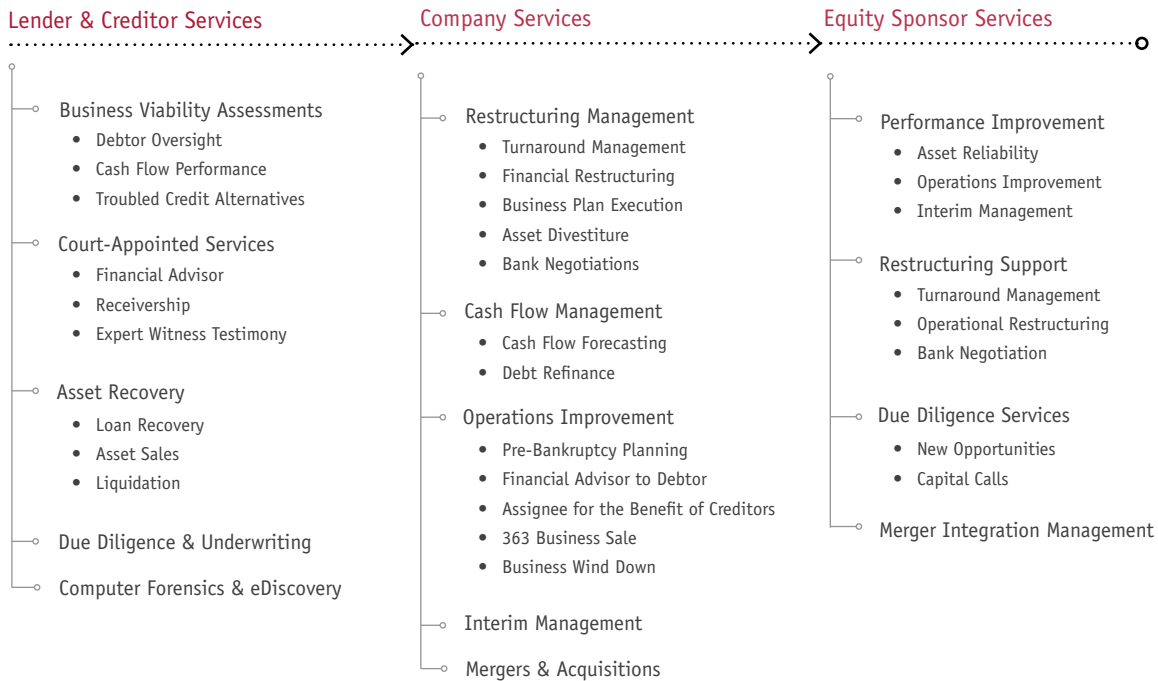 Lender & Creditor Services
Business Viability Assessments
• Debtor Oversight
• Cash Flow Performance
• Troubled Credit Alternatives
Court-Appointed Services
• Financial Advisor
• Receivership
• Expert Witness Testimony
Asset Recovery
• Loan Recovery
• Asset Sales
• Liquidation
Due Diligence & Underwriting
Computer Forensics & eDiscovery
Company Services
Restructuring Management
• Turnaround Management
• Financial Restructuring
• Business Plan Execution
• Asset Divestiture
• Bank Negotiations
Cash Flow Management
• Cash Flow Forecasting
• Debt Refinance
Operations Improvement
• Pre-Bankruptcy Planning
• Financial Advisor to Debtor
• Assignee for the Benefit of Creditors
• 363 Business Sale
• Business Wind Down
Interim Management
Mergers & Acquisitions
Equity Sponsor Services
Performance Improvement
• Asset Reliability
• Operations Improvement
• Interim Management
Restructuring Support
• Turnaround Management
• Operational Restructuring
• Bank Negotiation
Due Diligence Services
• New Opportunities
• Capital Calls
Merger Integration Management